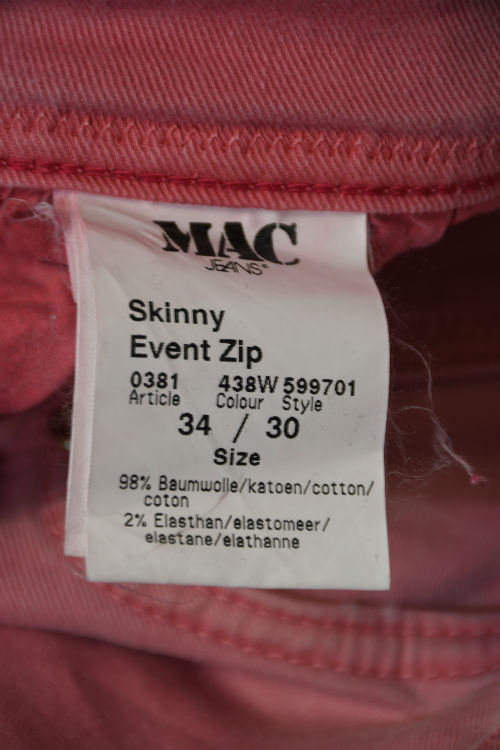 MAC
JEANS®
Skinny
Event Zip
0381 438W 599701
Article Colour Style
34 / 30
Size
98% Baumwolle/katoen/cotton/
coton
2% Elasthan/elastomeer/
elastane/elathanne